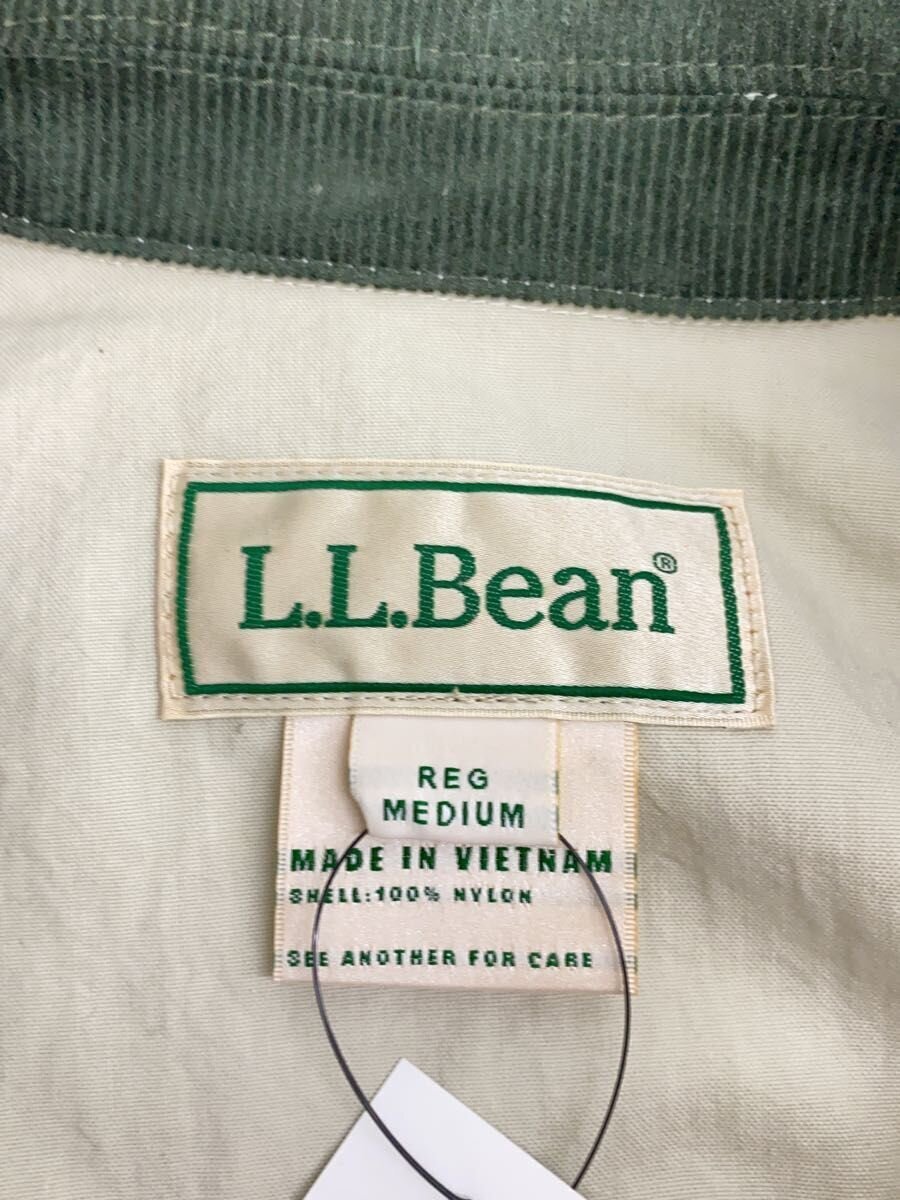 L.L.Bean®
REG
MEDIUM
MADE IN VIETNAM
SHELL:100% NYLON
SEE ANOTHER FOR CARE